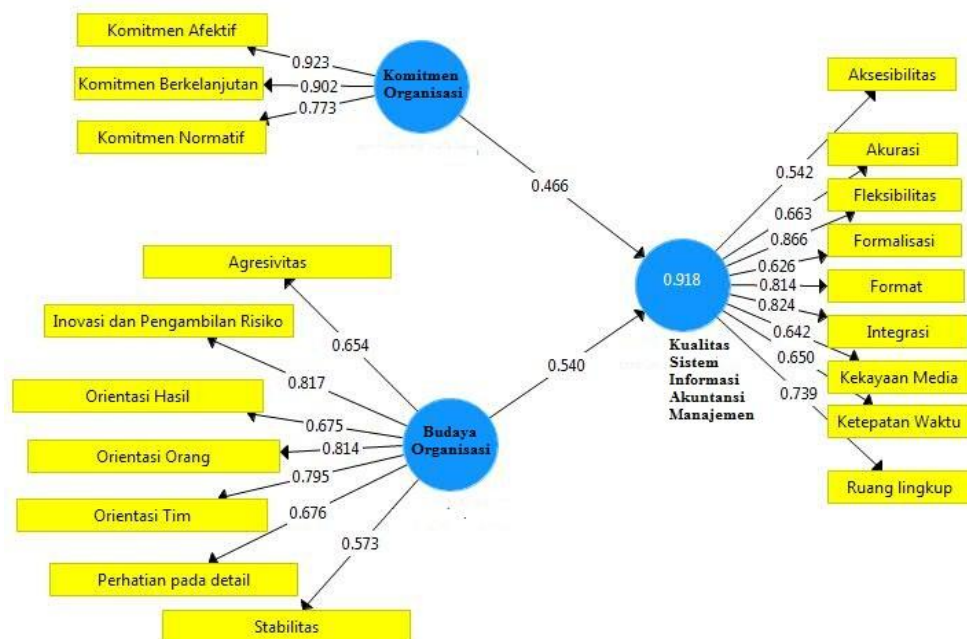 Komitmen Afektif
0.923
Komitmen Berkelanjutan
0.902
Komitmen Normatif
0.773
Komitmen
Organisasi
0.466
Agresivitas
0.654
Inovasi dan Pengambilan Risiko
0.817
Orientasi Hasil
0.675
Orientasi Orang
0.814
Orientasi Tim
0.795
Perhatian pada detail
0.676
Stabilitas
0.573
Budaya
Organisasi
0.540
0.918
Kualitas
Sistem
Informasi
Akuntansi
Manajemen
Aksesibilitas
0.542
Akurasi
0.663
Fleksibilitas
0.866
Formalisasi
0.626
Format
0.814
Integrasi
0.824
Kekayaan Media
0.642
Ketepatan Waktu
0.650
Ruang lingkup
0.739